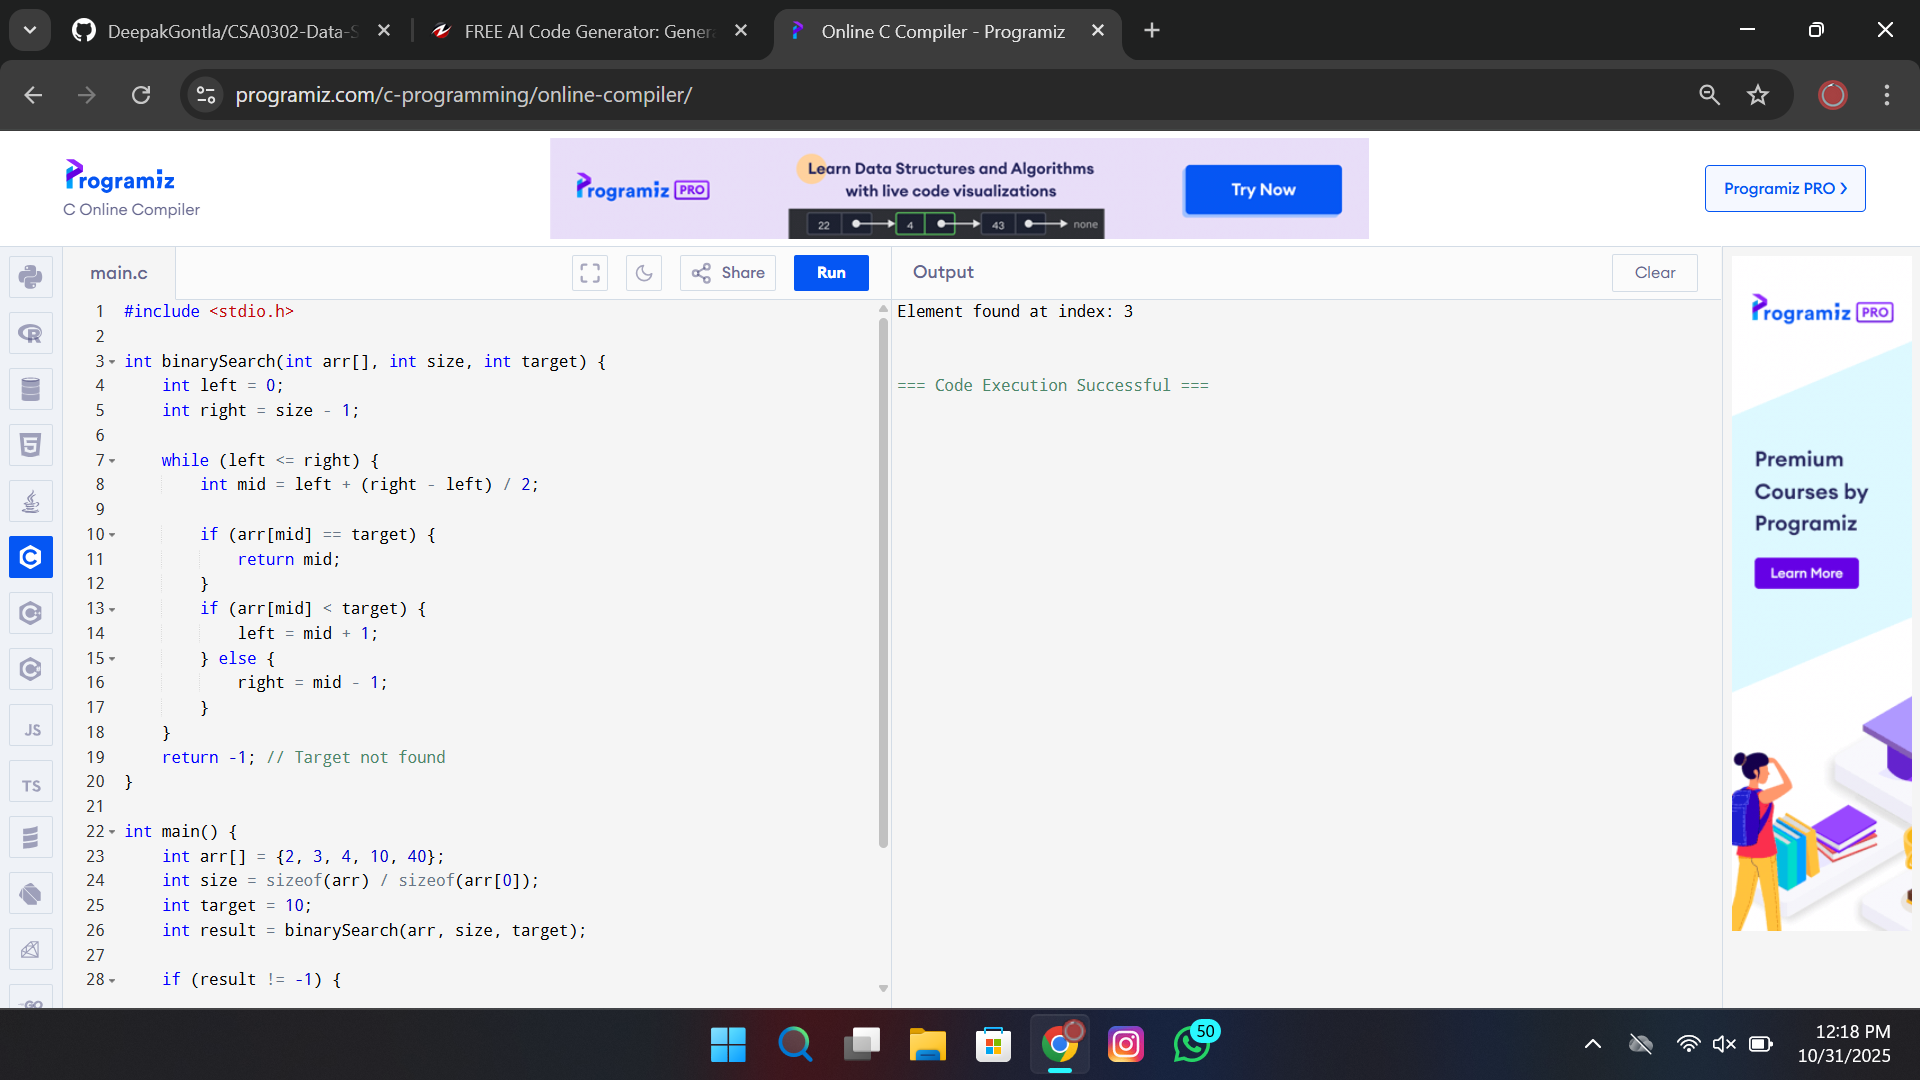 DeepakGontla/CSA0302-Data-S
FREE AI Code Generator: Genera
Online C Compiler - Programiz
programiz.com/c-programming/online-compiler/
Programiz
C Online Compiler
Programiz PRO
Learn Data Structures and Algorithms
with live code visualizations
22 4 43 none
Try Now
Programiz PRO >
main.c
Share
Run
Output
Clear
1 #include <stdio.h>
2
3 int binarySearch(int arr[], int size, int target) {
4     int left = 0;
5     int right = size - 1;
6
7     while (left <= right) {
8         int mid = left + (right - left) / 2;
9
10         if (arr[mid] == target) {
11             return mid;
12         }
13         if (arr[mid] < target) {
14             left = mid + 1;
15         } else {
16             right = mid - 1;
17         }
18     }
19     return -1; // Target not found
20 }
21
22 int main() {
23     int arr[] = {2, 3, 4, 10, 40};
24     int size = sizeof(arr) / sizeof(arr[0]);
25     int target = 10;
26     int result = binarySearch(arr, size, target);
27
28     if (result != -1) {
Element found at index: 3
=== Code Execution Successful ===
JS
TS
GO
Programiz PRO
Premium
Courses by
Programiz
Learn More
50
12:18 PM
10/31/2025